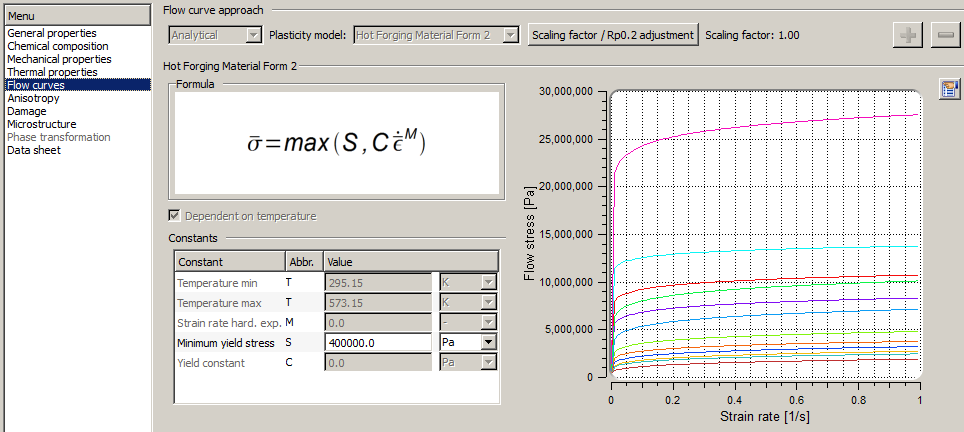 Menu
General properties
Chemical composition
Mechanical properties
Thermal properties
Flow curves
Anisotropy
Damage
Microstructure
Phase transformation
Data sheet
Flow curve approach
Analytical Plasticity model: Hot Forging Material Form 2 Scaling factor / Rp0.2 adjustment Scaling factor: 1.00
Hot Forging Material Form 2
Formula
σ̄=max(S,Cε̄̇^M)
Dependent on temperature
Constants
Constant Abbr. Value
Temperature min T 295.15 K
Temperature max T 573.15 K
Strain rate hard. exp. M 0.0 -
Minimum yield stress S 400000.0 Pa
Yield constant C 0.0 Pa
Flow stress [Pa]
30,000,000
25,000,000
20,000,000
15,000,000
10,000,000
5,000,000
0
0 0.2 0.4 0.6 0.8 1
Strain rate [1/s]